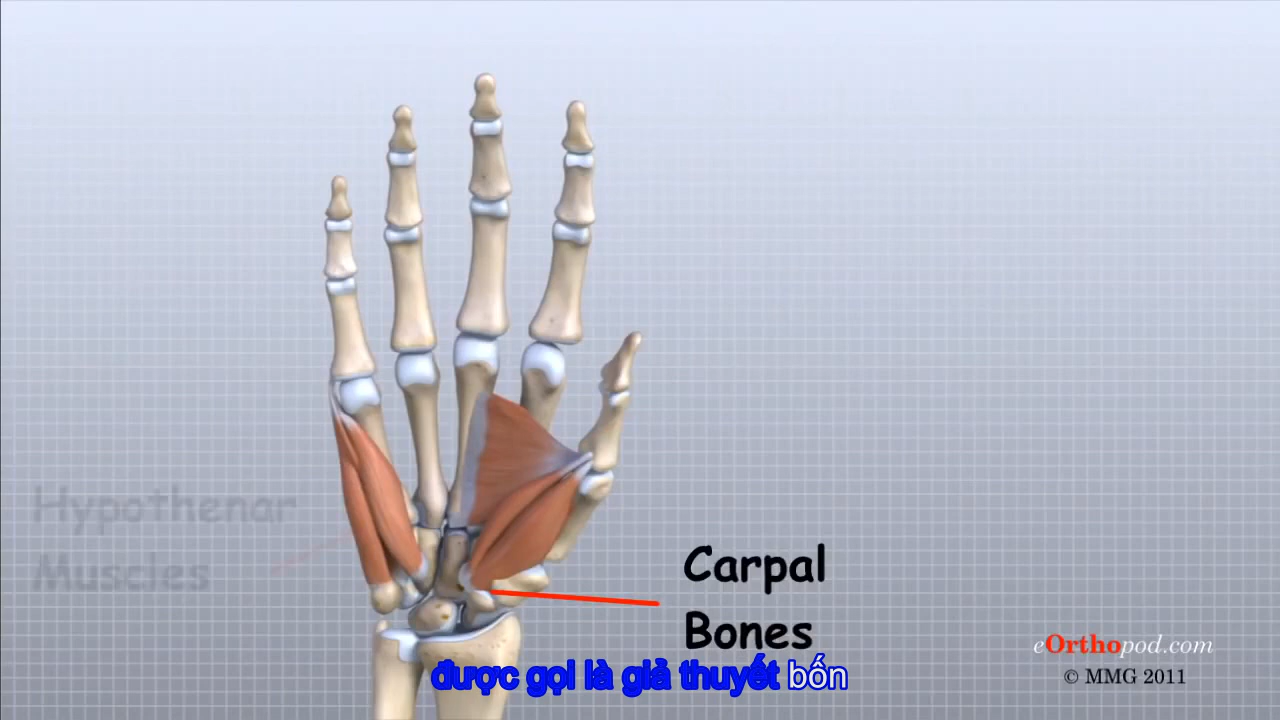 Hypothenar
Muscles
Carpal
Bones
eOrthopod.com
© MMG 2011
được gọi là giả thuyết bốn